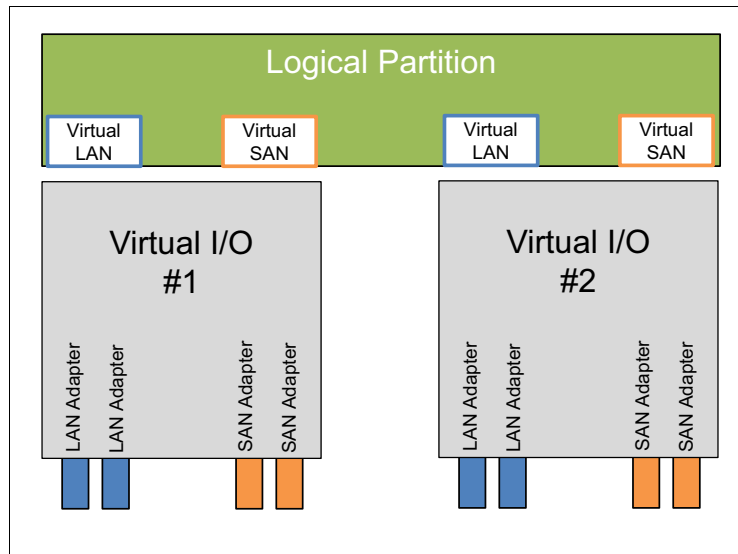 Logical Partition
Virtual
LAN
Virtual
SAN
Virtual
LAN
Virtual
SAN
Virtual I/O
#1
LAN Adapter
LAN Adapter
SAN Adapter
SAN Adapter
Virtual I/O
#2
LAN Adapter
LAN Adapter
SAN Adapter
SAN Adapter